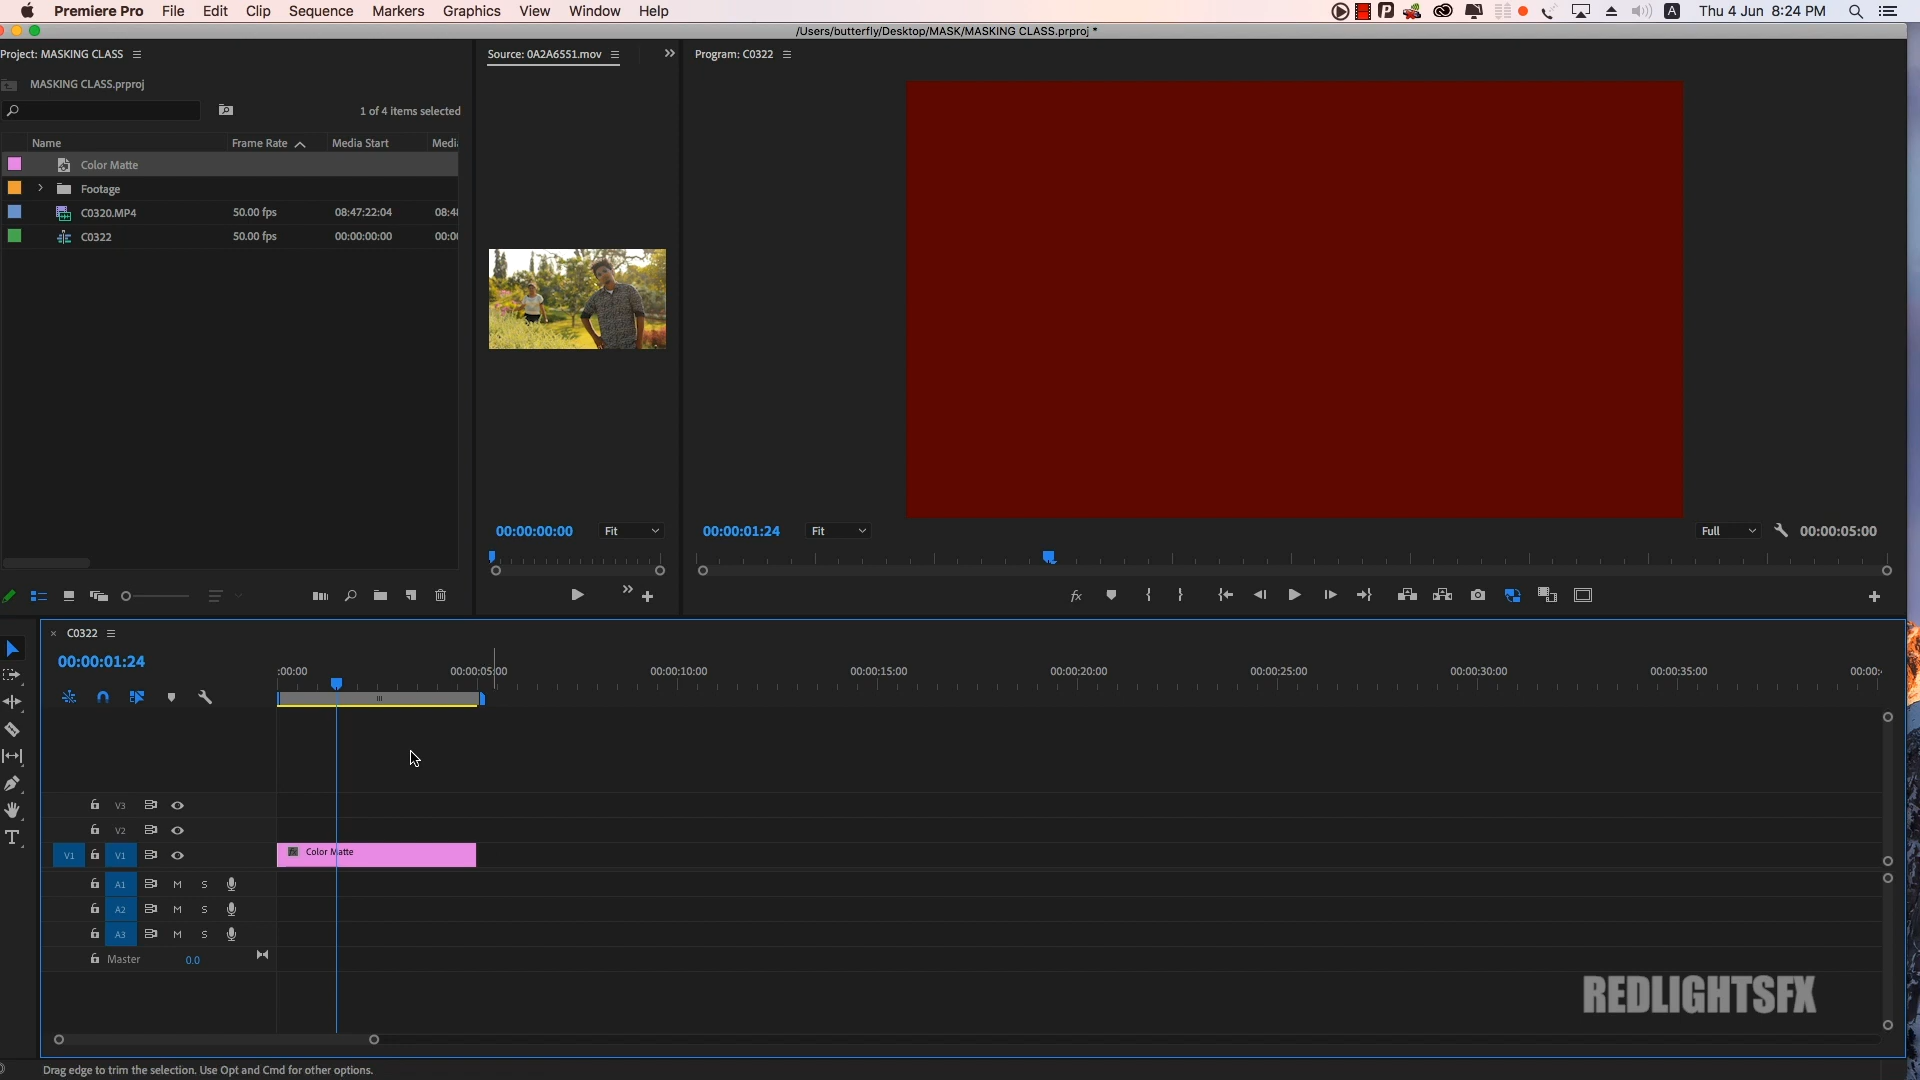 Premiere Pro File Edit Clip Sequence Markers Graphics View Window Help A Thu 4 Jun 8:24 PM
/Users/butterfly/Desktop/MASK/MASKING CLASS.prproj *
Project: MASKING CLASS
Source: 0A2A6551.mov
Program: C0322
MASKING CLASS.prproj
1 of 4 items selected
Name Frame Rate Media Start
Color Matte
Footage
C0320.MP4 50.00 fps 08:47:22:04 08:48
C0322 50.00 fps 00:00:00:00 00:00
00:00:00:00 Fit
00:00:01:24 Fit Full 00:00:05:00
C0322
00:00:01:24
:00:00 00:00:05:00 00:00:10:00 00:00:15:00 00:00:20:00 00:00:25:00 00:00:30:00 00:00:35:00 00:00:
V3
V2
V1 V1 Color Matte
A1 M S
A2 M S
A3 M S
Master 0.0
REDLIGHTSFX
Drag edge to trim the selection. Use Opt and Cmd for other options.